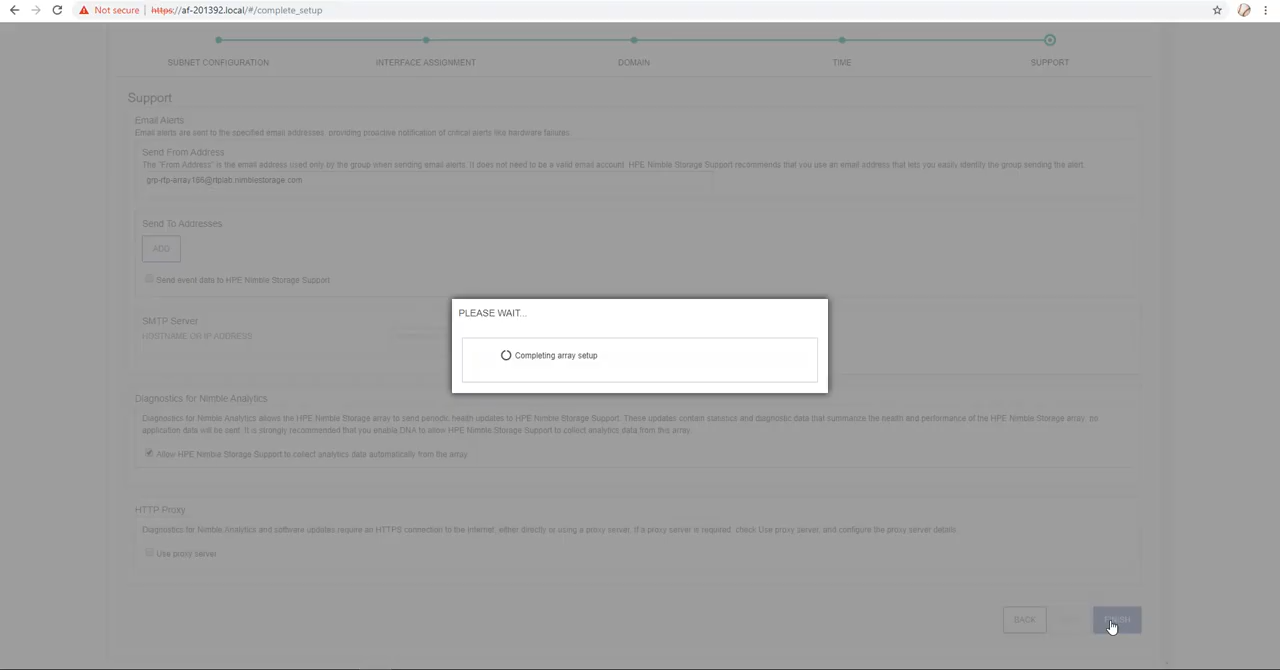 Not secure | https://af-201392.local/#/complete_setup
SUBNET CONFIGURATION INTERFACE ASSIGNMENT DOMAIN TIME SUPPORT
Support
Email Alerts
Email alerts are sent to the specified email addresses, providing proactive notification of critical alerts like hardware failures.
Send From Address
The "From Address" is the email address used only by the group when sending email alerts. It does not need to be a valid email account. HPE Nimble Storage Support recommends that you use an email address that lets you easily identify the group sending the alert.
grp-rfp-array186@rtplab.nimblestorage.com
Send To Addresses
ADD
Send event data to HPE Nimble Storage Support
SMTP Server
HOSTNAME OR IP ADDRESS
PLEASE WAIT...
Completing array setup
Diagnostics for Nimble Analytics
Diagnostics for Nimble Analytics allows the HPE Nimble Storage array to send periodic health updates to HPE Nimble Storage Support. These updates contain statistics and diagnostic data that summarise the health and performance of the HPE Nimble Storage array, no
application data will be sent. It is strongly recommended that you enable DNA to allow HPE Nimble Storage Support to collect analytics data from this array.
Allow HPE Nimble Storage Support to collect analytics data automatically from the array
HTTP Proxy
Diagnostics for Nimble Analytics and software updates require an HTTPS connection to the Internet, either directly or using a proxy server. If a proxy server is required, check Use proxy server, and configure the proxy server details.
Use proxy server
BACK FINISH